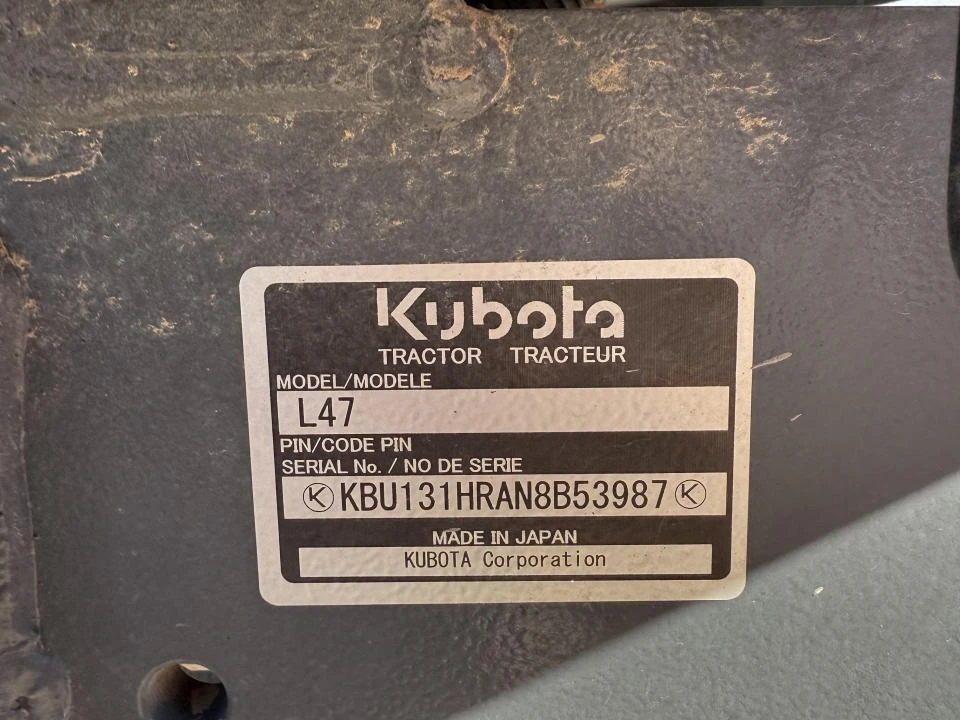 Kubota
TRACTOR TRACTEUR
MODEL/MODELE
L47
PIN/CODE PIN
SERIAL No. / NO DE SERIE
K KBU131HRAN8B53987 K
MADE IN JAPAN
KUBOTA Corporation